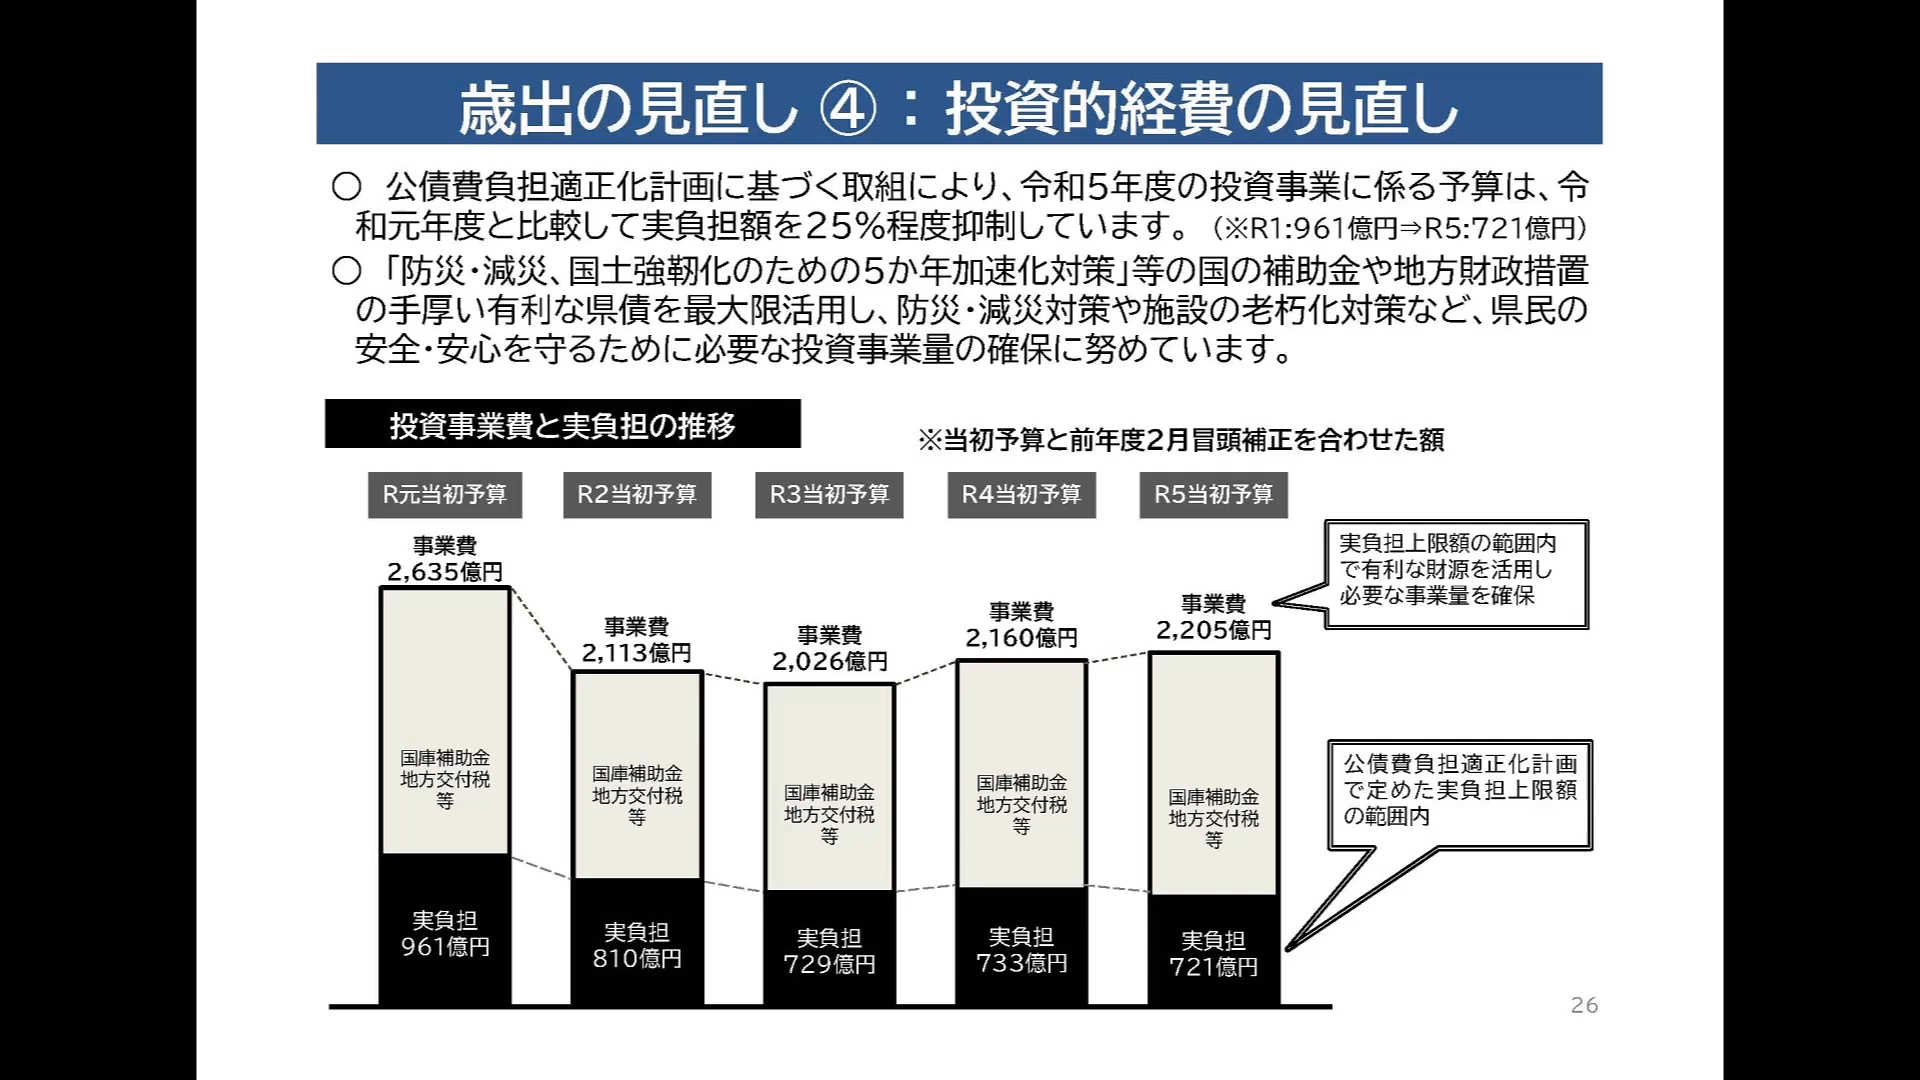 歳出の見直し ④：投資的経費の見直し
○ 公債費負担適正化計画に基づく取組により、令和5年度の投資事業に係る予算は、令
和元年度と比較して実負担額を25%程度抑制しています。（※R1:961億円⇒R5:721億円）
○ 「防災・減災、国土強靭化のための5か年加速化対策」等の国の補助金や地方財政措置
の手厚い有利な県債を最大限活用し、防災・減災対策や施設の老朽化対策など、県民の
安全・安心を守るために必要な投資事業量の確保に努めています。
投資事業費と実負担の推移
※当初予算と前年度2月冒頭補正を合わせた額
R元当初予算
R2当初予算
R3当初予算
R4当初予算
R5当初予算
事業費
2,635億円
事業費
2,113億円
事業費
2,026億円
事業費
2,160億円
事業費
2,205億円
実負担上限額の範囲内
で有利な財源を活用し
必要な事業量を確保
国庫補助金
地方交付税
等
国庫補助金
地方交付税
等
国庫補助金
地方交付税
等
国庫補助金
地方交付税
等
国庫補助金
地方交付税
等
公債費負担適正化計画
で定めた実負担上限額
の範囲内
実負担
961億円
実負担
810億円
実負担
729億円
実負担
733億円
実負担
721億円
26